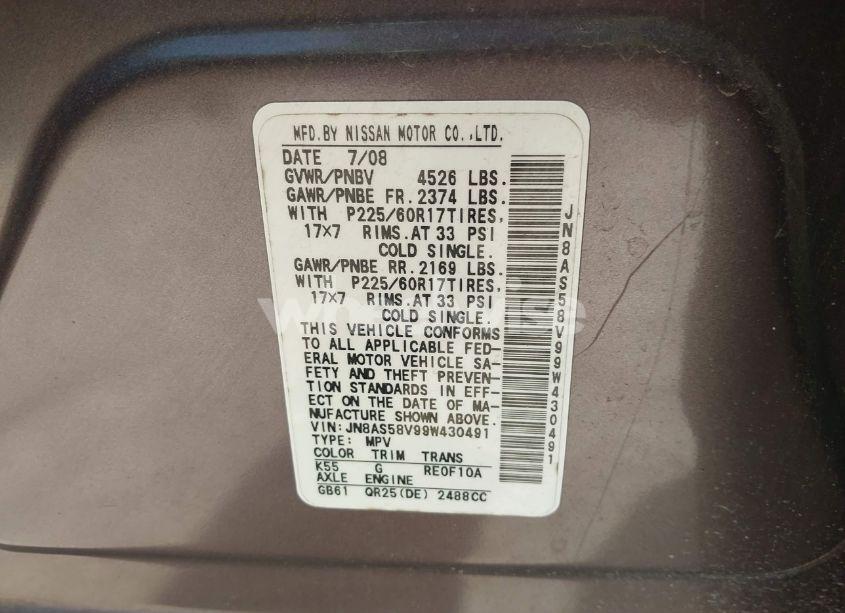 MFD.BY NISSAN MOTOR CO.,LTD.
DATE 7/08
GVWR/PNBV 4526 LBS.
GAWR/PNBE FR. 2374 LBS.
WITH P225/60R17TIRES,
17×7 RIMS.AT 33 PSI
COLD SINGLE.
GAWR/PNBE RR. 2169 LBS.
WITH P225/60R17TIRES,
17×7 RIMS.AT 33 PSI
COLD SINGLE.
THIS VEHICLE CONFORMS
TO ALL APPLICABLE FED-
ERAL MOTOR VEHICLE SA-
FETY AND THEFT PREVEN-
TION STANDARDS IN EFF-
ECT ON THE DATE OF MA-
NUFACTURE SHOWN ABOVE.
VIN:JN8AS58V99W430491
TYPE: MPV
COLOR TRIM TRANS
K55 G RE0F10A
AXLE ENGINE
GB61 QR25(DE) 2488CC
JN8AS58V99W430491